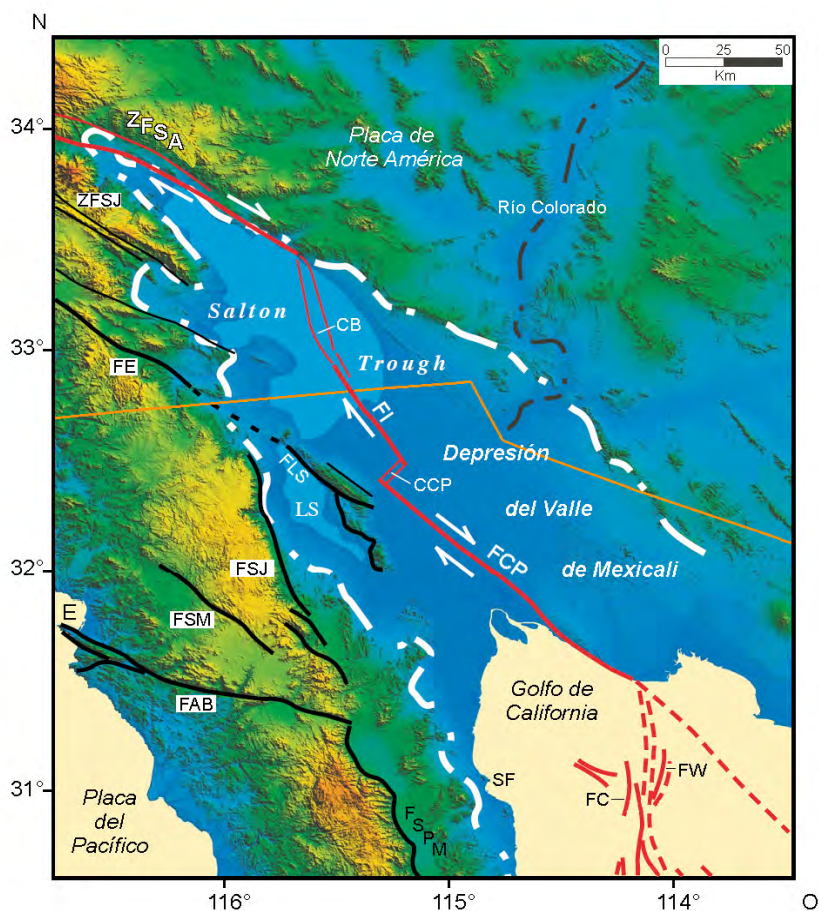 N
0 25 50
Km
34°
ZFSA
Placa de
Norte América
ZFSJ
Río Colorado
Salton
CB
33°
Trough
FE
FI
Depresión
FLS
CCP
LS
del Valle
32°
FCP
FSJ
de Mexicali
E
FSM
Golfo de
California
FAB
FW
31°
SF
FC
Placa
del
Pacífico
FSPM
116° 115° 114° O